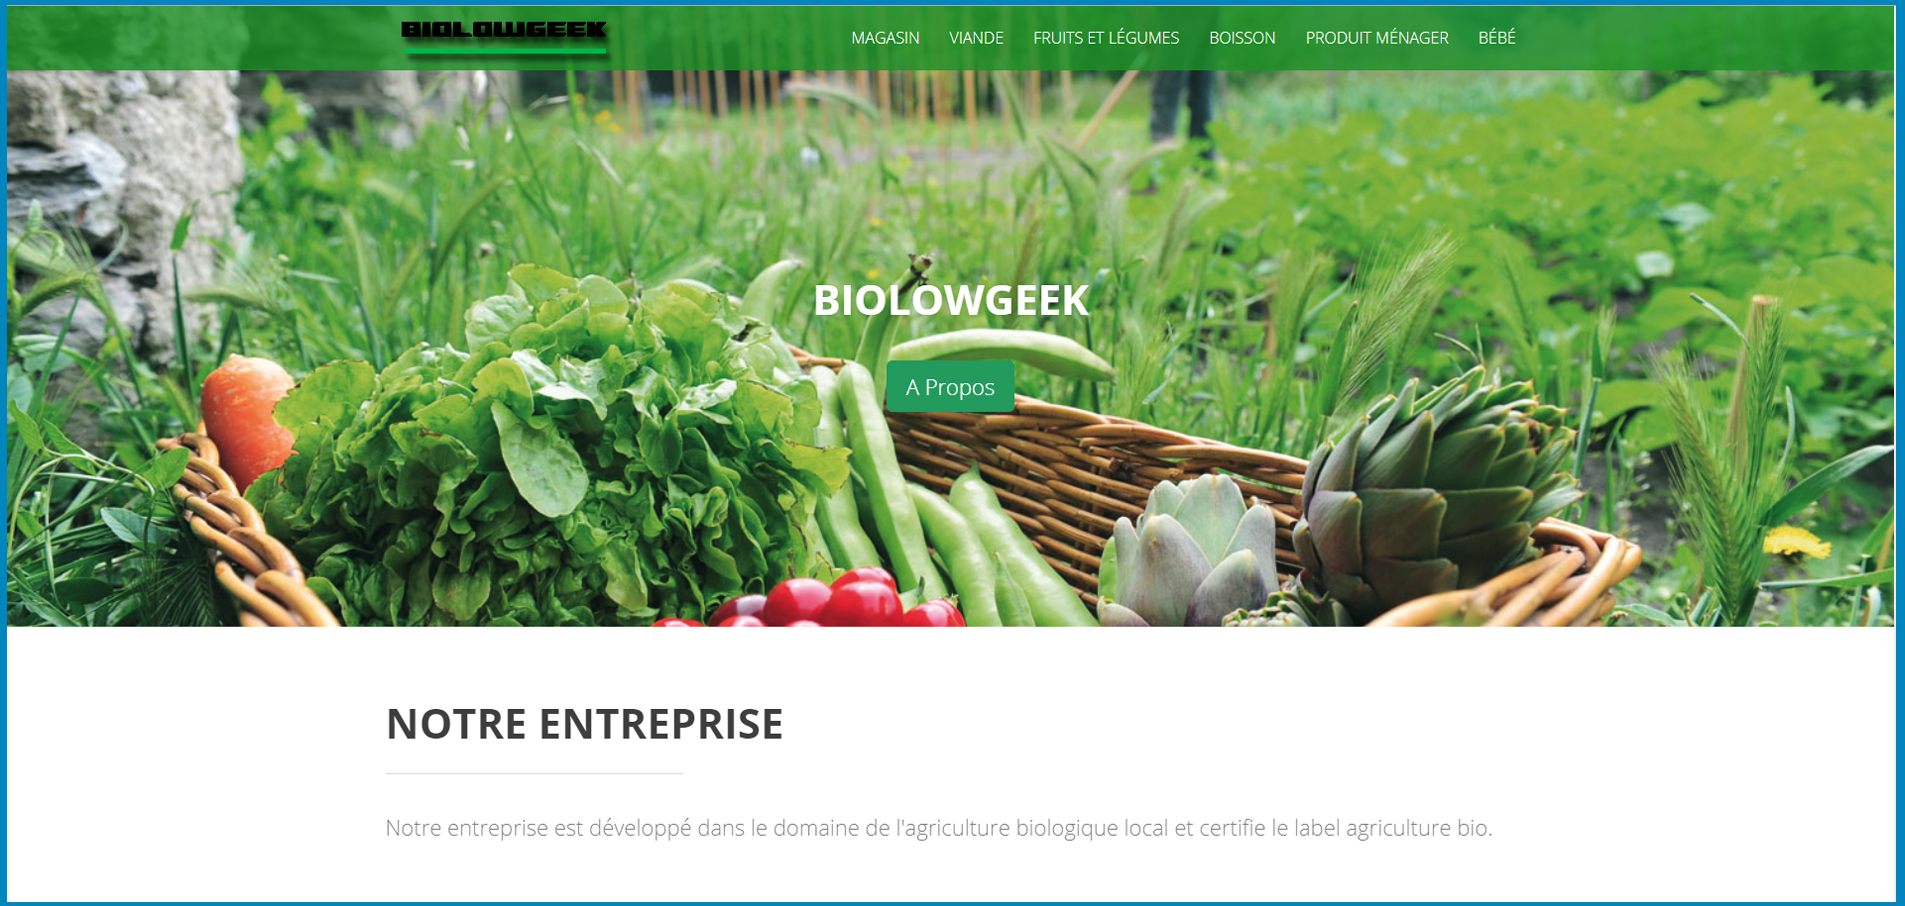 BIOLOWGEEK
MAGASIN VIANDE FRUITS ET LÉGUMES BOISSON PRODUIT MÉNAGER BÉBÉ
BIOLOWGEEK
A Propos
NOTRE ENTREPRISE
Notre entreprise est développé dans le domaine de l'agriculture biologique local et certifie le label agriculture bio.